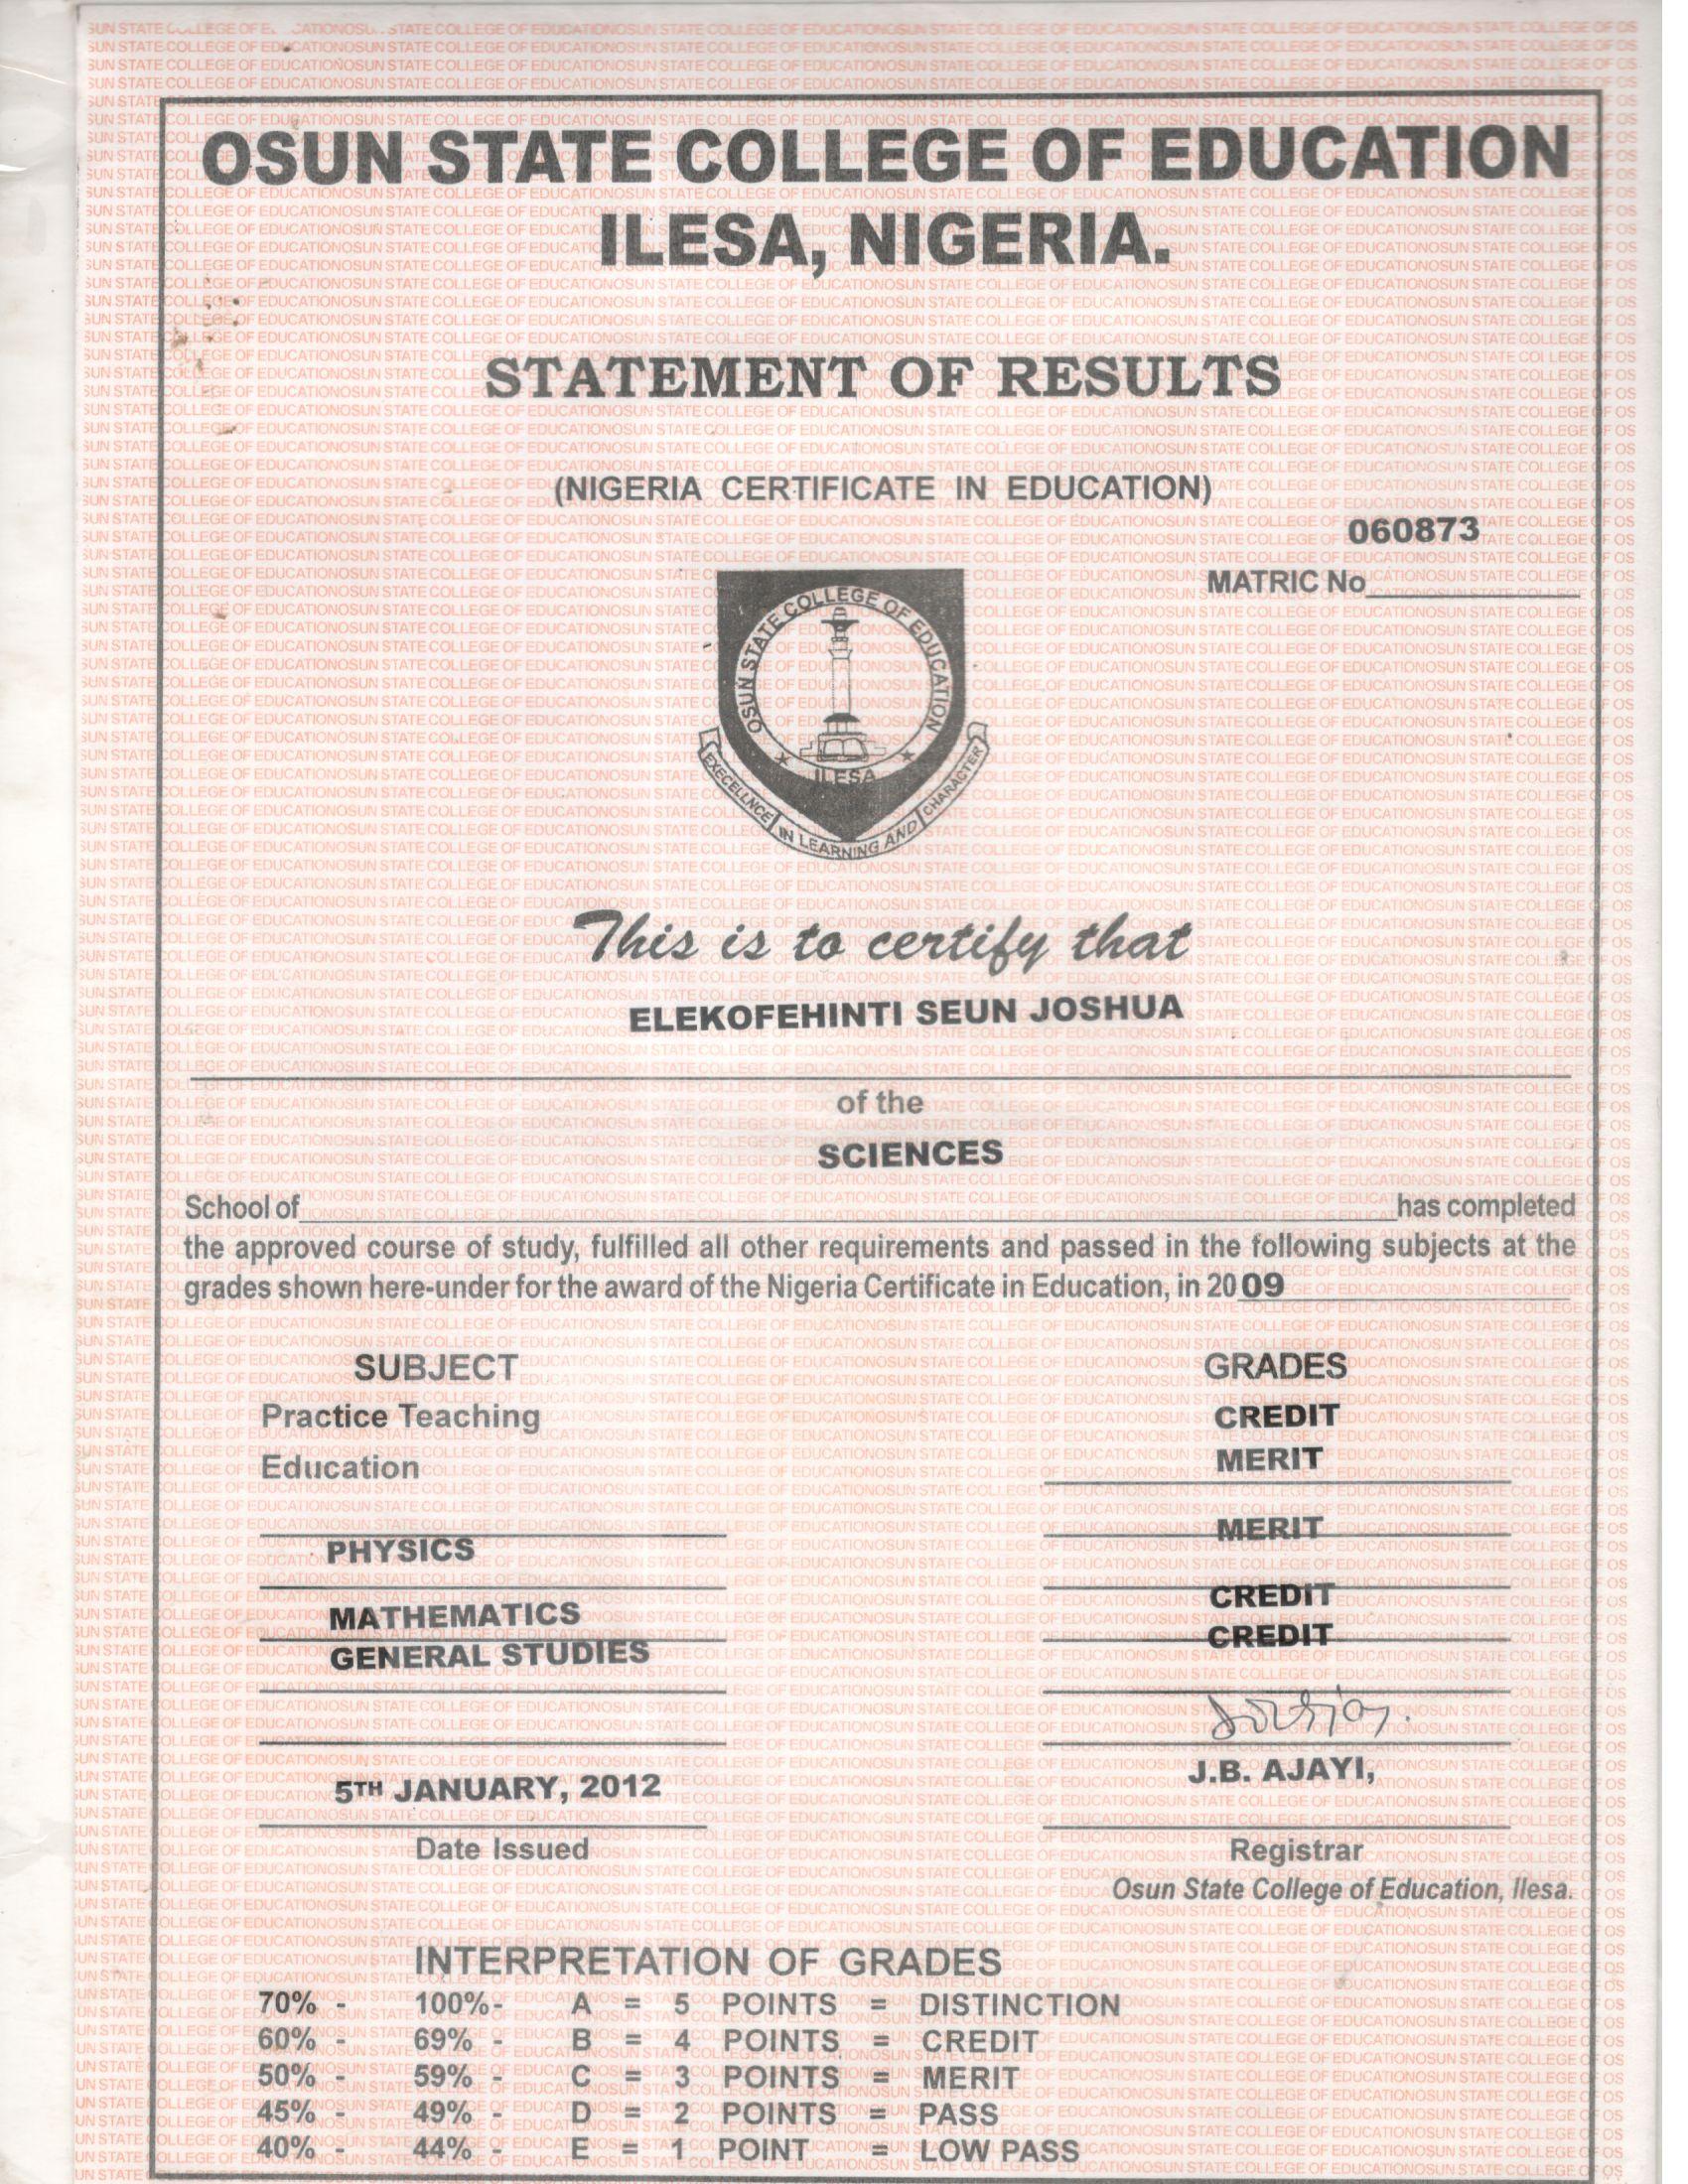 OSUN STATE COLLEGE OF EDUCATION
ILESA, NIGERIA.
STATEMENT OF RESULTS
(NIGERIA CERTIFICATE IN EDUCATION)
060873
MATRIC No
OSUN STATE COLLEGE OF EDUCATION
ILESA
EXECELLNCE IN LEARNING AND CHARACTER
This is to certify that
ELEKOFEHINTI SEUN JOSHUA
of the
SCIENCES
School of has completed
the approved course of study, fulfilled all other requirements and passed in the following subjects at the
grades shown here-under for the award of the Nigeria Certificate in Education, in 2009
SUBJECT GRADES
Practice Teaching CREDIT
Education MERIT
PHYSICS MERIT
MATHEMATICS CREDIT
GENERAL STUDIES CREDIT
5TH JANUARY, 2012 J.B. AJAYI,
Date Issued Registrar
Osun State College of Education, Ilesa.
INTERPRETATION OF GRADES
70% - 100%- A = 5 POINTS = DISTINCTION
60% - 69% - B = 4 POINTS = CREDIT
50% - 59% - C = 3 POINTS = MERIT
45% - 49% - D = 2 POINTS = PASS
40% - 44% - E = 1 POINT = LOW PASS